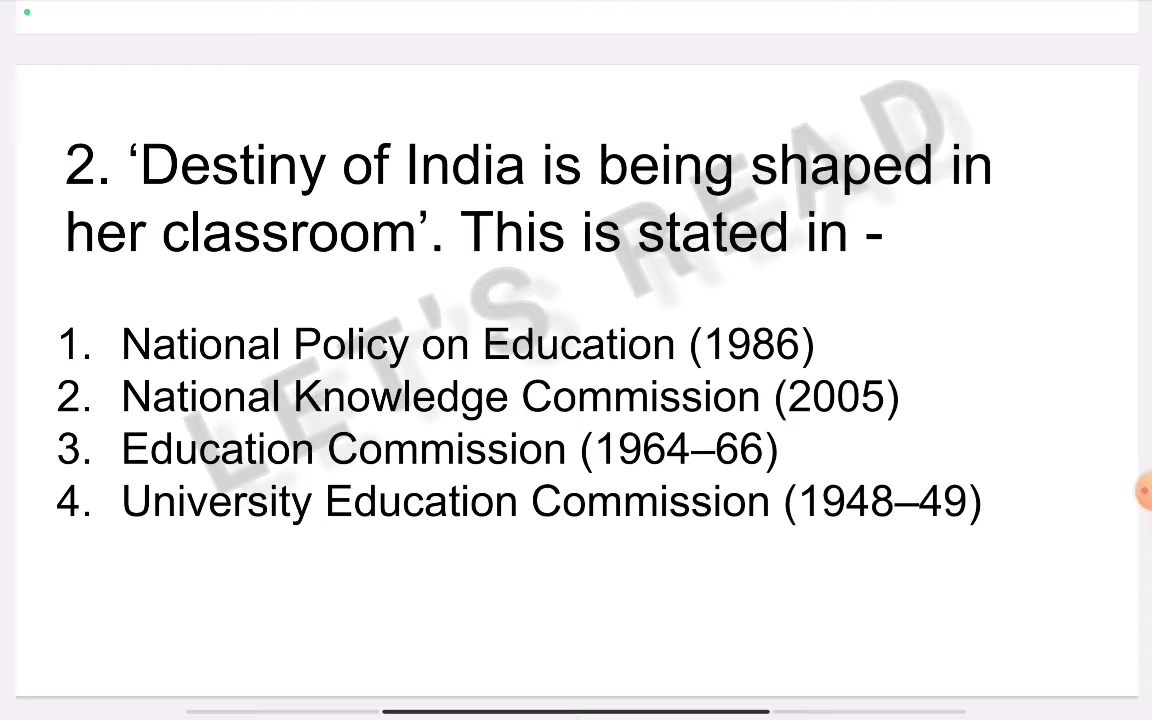 2. ‘Destiny of India is being shaped in
her classroom’. This is stated in -
1. National Policy on Education (1986)
2. National Knowledge Commission (2005)
3. Education Commission (1964–66)
4. University Education Commission (1948–49)
LET'S READ